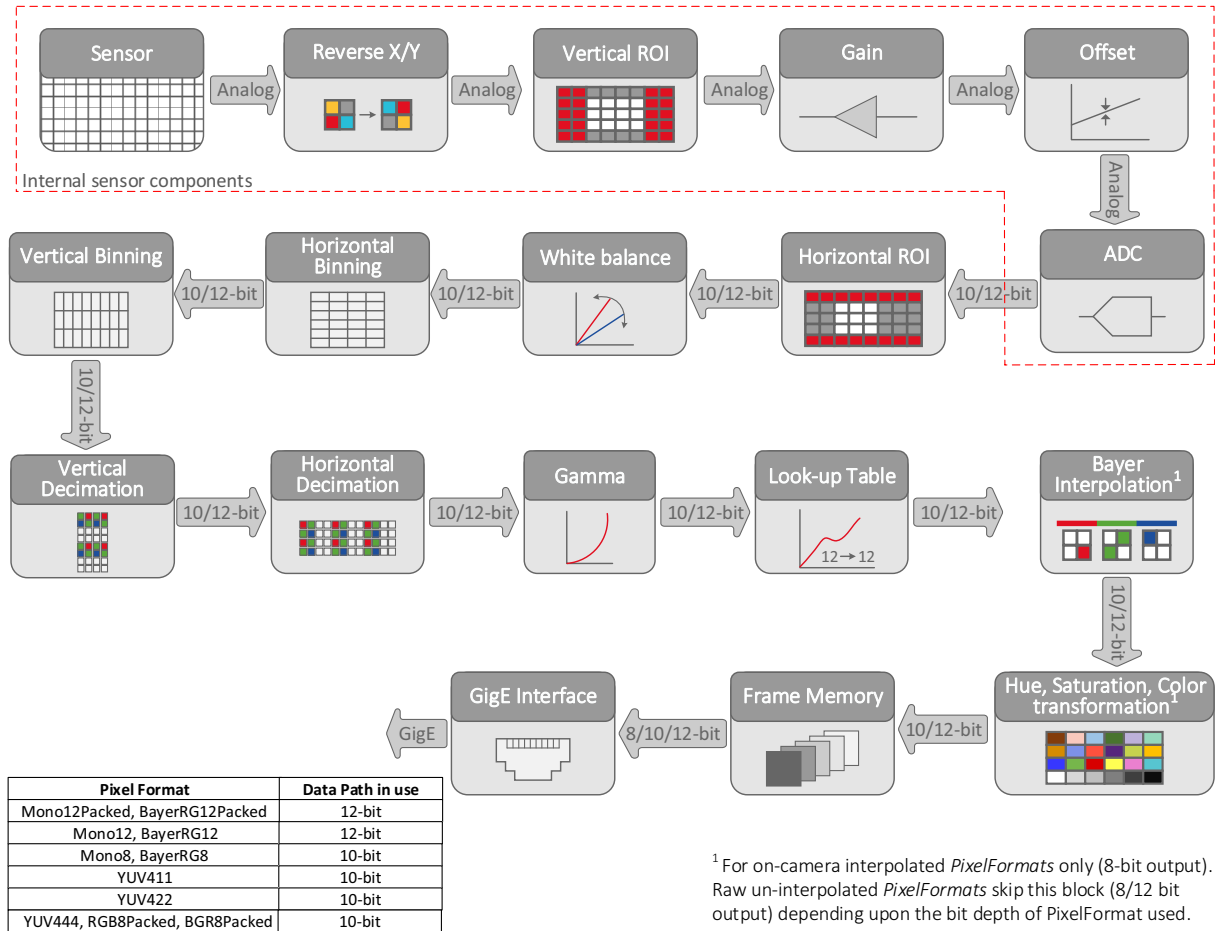 Sensor
Analog
Reverse X/Y
Analog
Vertical ROI
Analog
Gain
Analog
Offset
Analog
Internal sensor components
ADC
10/12-bit
Horizontal ROI
10/12-bit
White balance
10/12-bit
Horizontal
Binning
10/12-bit
Vertical Binning
10/12-bit
Vertical
Decimation
10/12-bit
Horizontal
Decimation
10/12-bit
Gamma
10/12-bit
Look-up Table
12→12
10/12-bit
Bayer
Interpolation¹
10/12-bit
Hue, Saturation, Color
transformation¹
10/12-bit
Frame Memory
8/10/12-bit
GigE Interface
GigE
Pixel Format Data Path in use
Mono12Packed, BayerRG12Packed 12-bit
Mono12, BayerRG12 12-bit
Mono8, BayerRG8 10-bit
YUV411 10-bit
YUV422 10-bit
YUV444, RGB8Packed, BGR8Packed 10-bit
¹ For on-camera interpolated PixelFormats only (8-bit output).
Raw un-interpolated PixelFormats skip this block (8/12 bit
output) depending upon the bit depth of PixelFormat used.